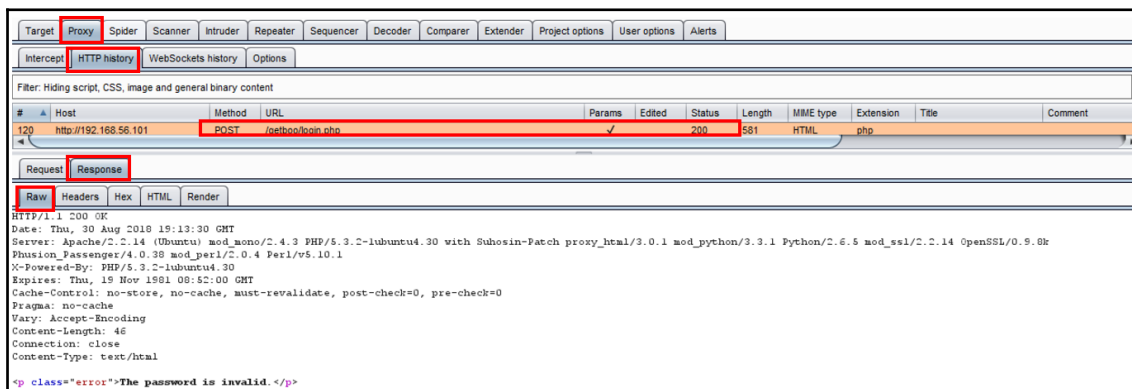 Target Proxy Spider Scanner Intruder Repeater Sequencer Decoder Comparer Extender Project options User options Alerts
Intercept HTTP history WebSockets history Options
Filter: Hiding script, CSS, image and general binary content
# Host Method URL Params Edited Status Length MIME type Extension Title Comment
120 http://192.168.56.101 POST /getboo/login.php ✓ 200 581 HTML php
Request Response
Raw Headers Hex HTML Render
HTTP/1.1 200 OK
Date: Thu, 30 Aug 2018 19:13:30 GMT
Server: Apache/2.2.14 (Ubuntu) mod_mono/2.4.3 PHP/5.3.2-1ubuntu4.30 with Suhosin-Patch proxy_html/3.0.1 mod_python/3.3.1 Python/2.6.5 mod_ssl/2.2.14 OpenSSL/0.9.8k
Phusion_Passenger/4.0.38 mod_perl/2.0.4 Perl/v5.10.1
X-Powered-By: PHP/5.3.2-1ubuntu4.30
Expires: Thu, 19 Nov 1981 08:52:00 GMT
Cache-Control: no-store, no-cache, must-revalidate, post-check=0, pre-check=0
Pragma: no-cache
Vary: Accept-Encoding
Content-Length: 46
Connection: close
Content-Type: text/html
<p class="error">The password is invalid.</p>